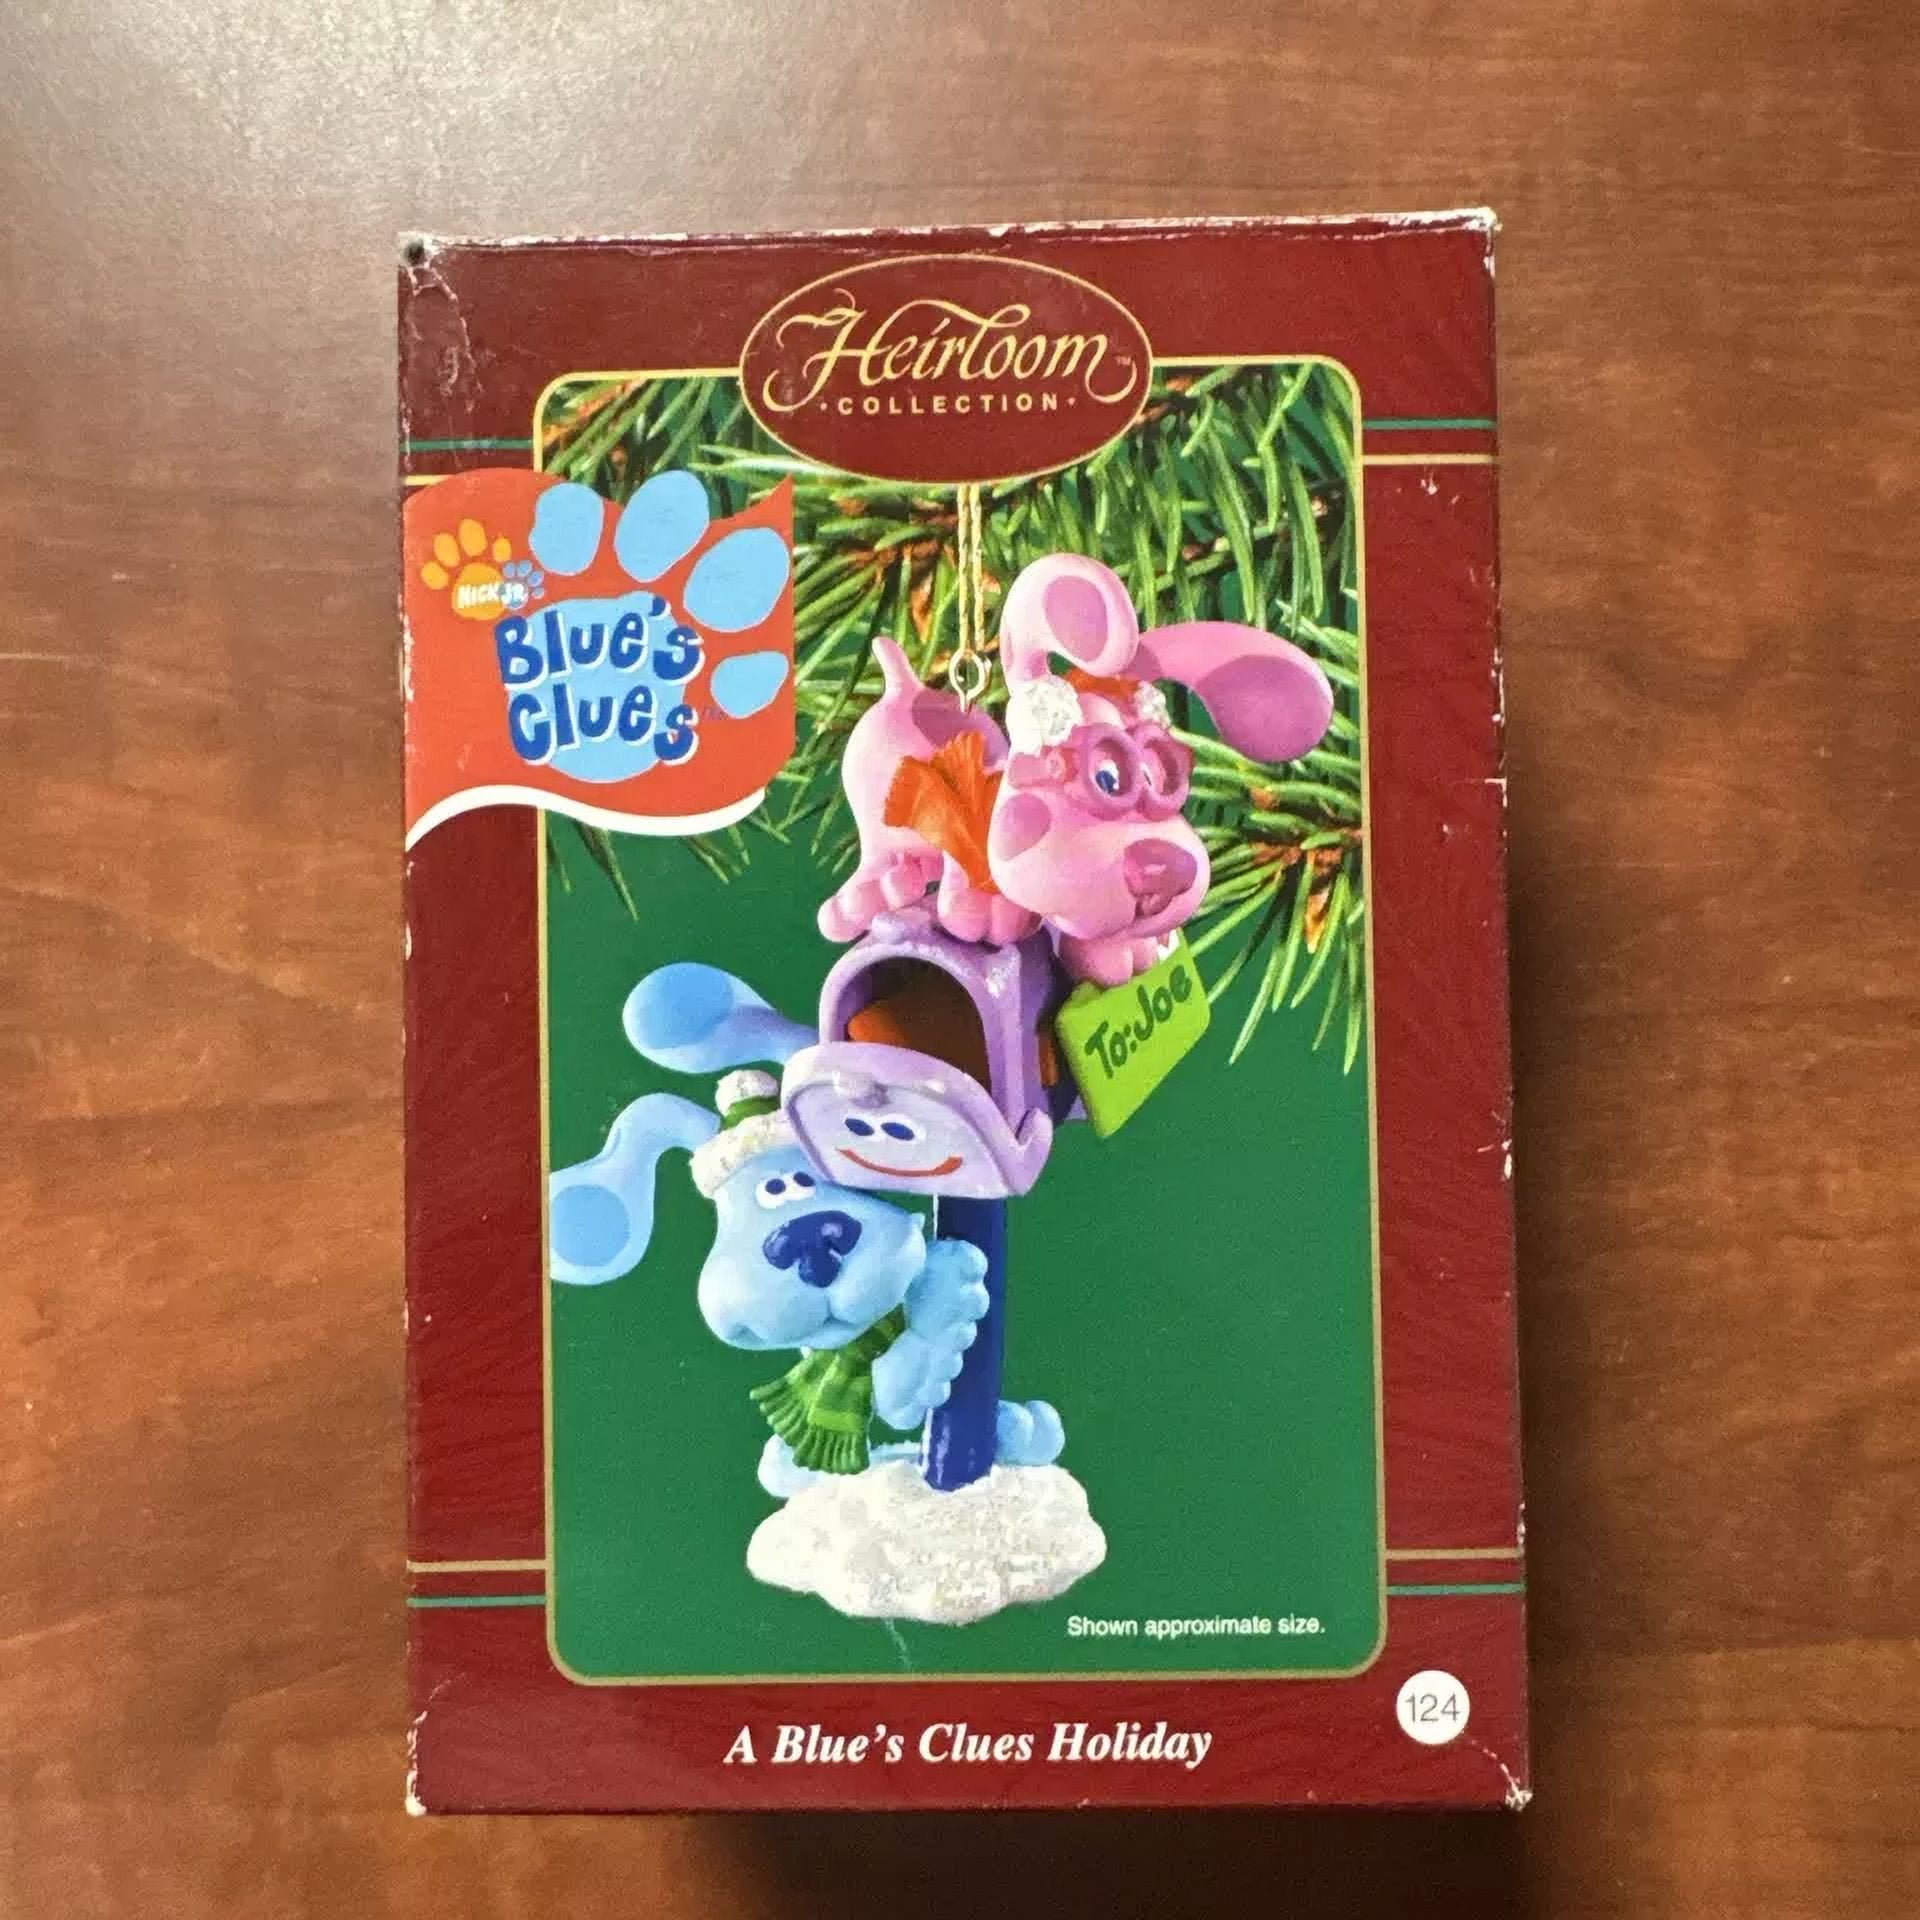 Heirloom
·COLLECTION·
NICK JR.
Blue's
Clues
To: Joe
Shown approximate size.
124
A Blue's Clues Holiday